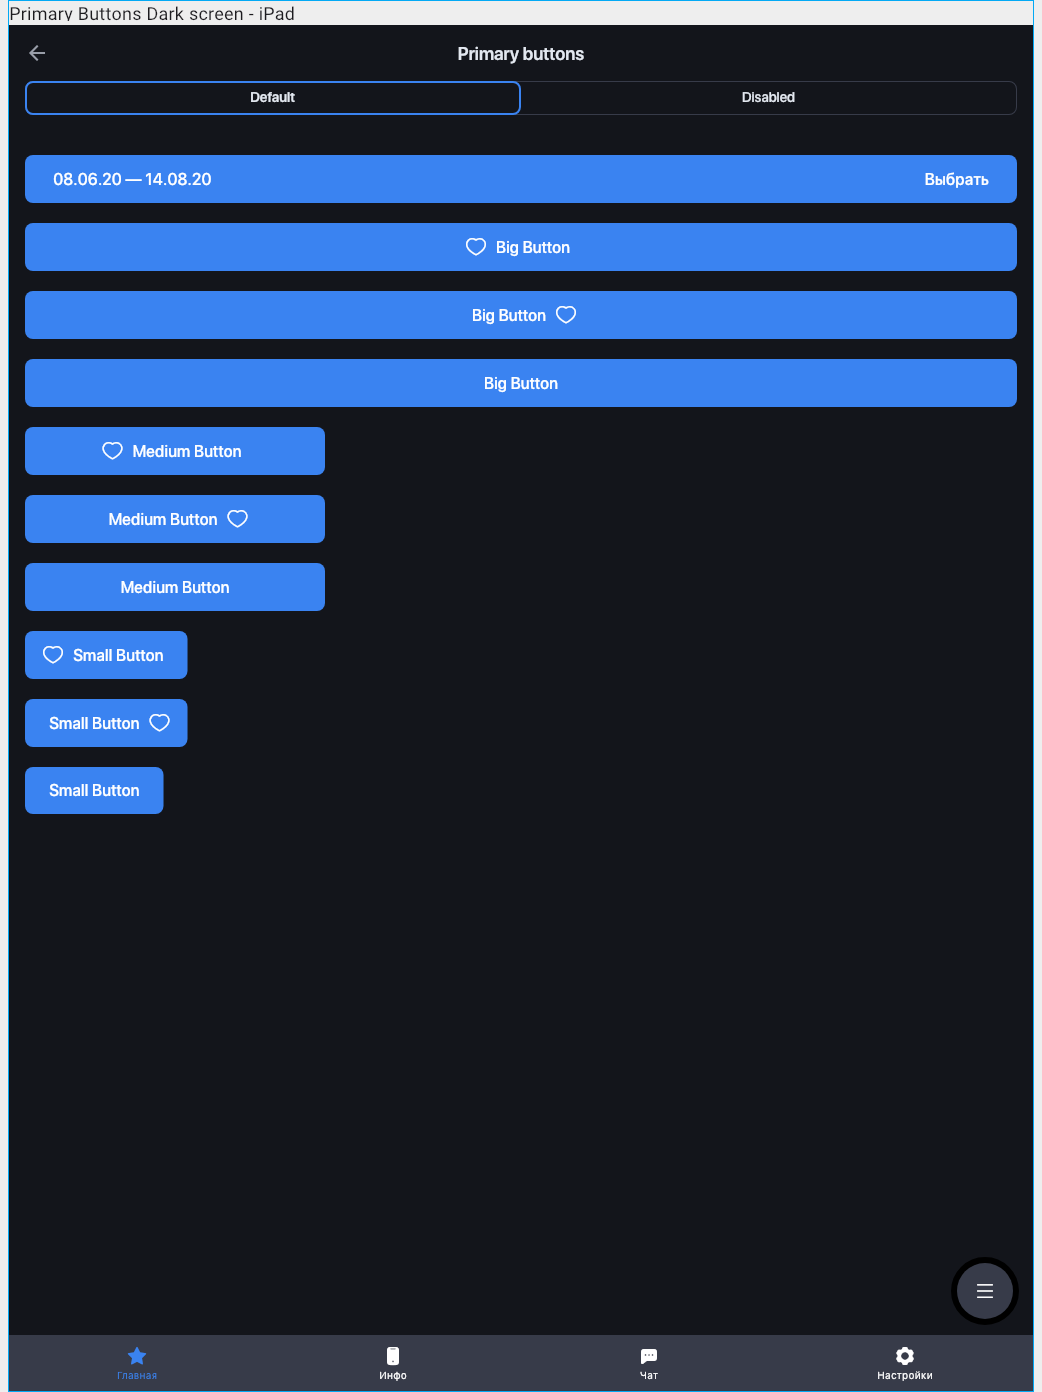 Primary Buttons Dark screen - iPad
Primary buttons
Default
Disabled
08.06.20 — 14.08.20
Выбрать
Big Button
Big Button
Big Button
Medium Button
Medium Button
Medium Button
Small Button
Small Button
Small Button
Главная
Инфо
Чат
Настройки